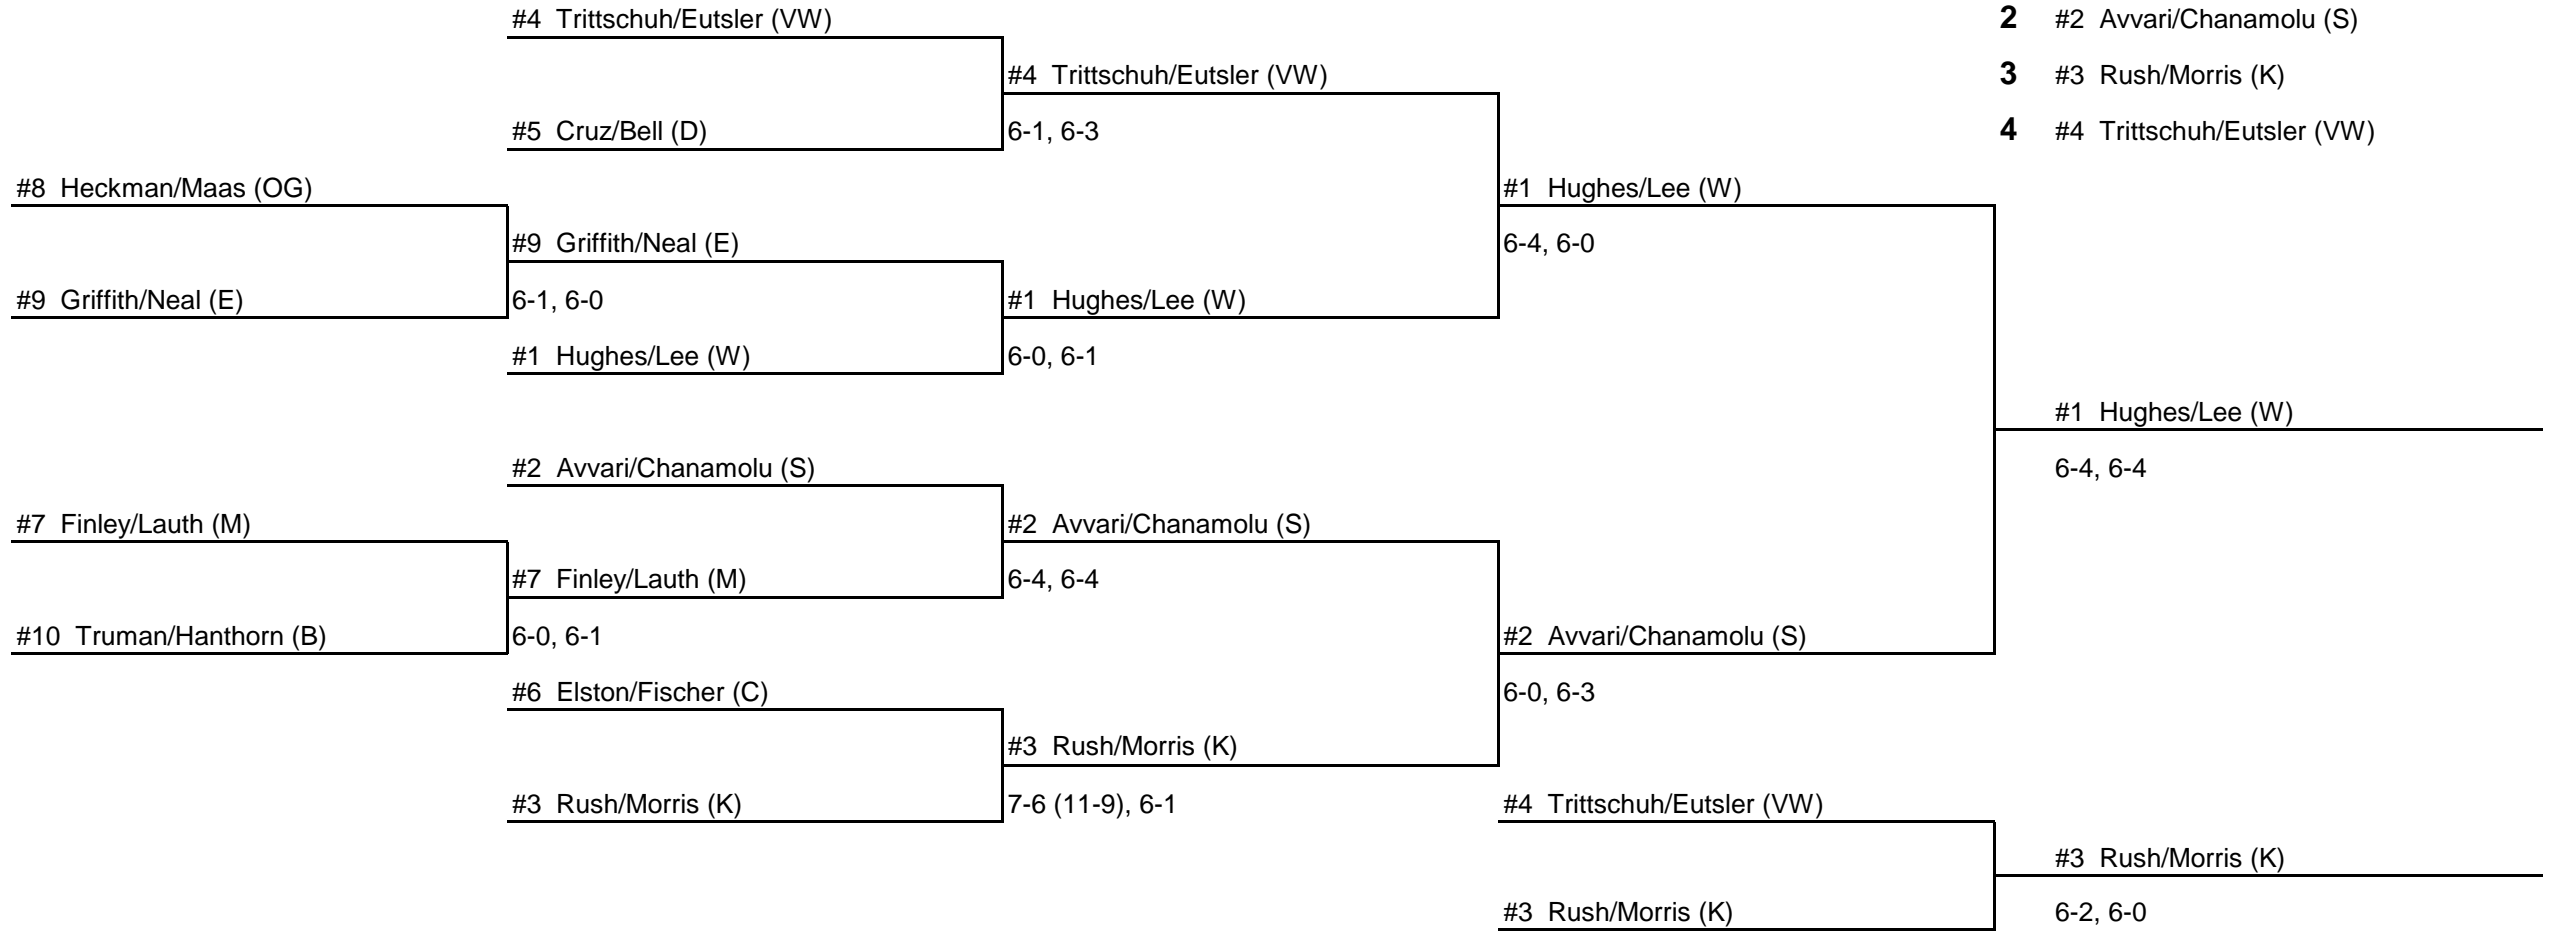 #4 Trittschuh/Eutsler (VW)
2 #2 Avvari/Chanamolu (S)
#4 Trittschuh/Eutsler (VW)
3 #3 Rush/Morris (K)
#5 Cruz/Bell (D)
6-1, 6-3
4 #4 Trittschuh/Eutsler (VW)
#8 Heckman/Maas (OG)
#1 Hughes/Lee (W)
#9 Griffith/Neal (E)
6-4, 6-0
#9 Griffith/Neal (E)
6-1, 6-0
#1 Hughes/Lee (W)
#1 Hughes/Lee (W)
6-0, 6-1
#1 Hughes/Lee (W)
#2 Avvari/Chanamolu (S)
6-4, 6-4
#7 Finley/Lauth (M)
#2 Avvari/Chanamolu (S)
#7 Finley/Lauth (M)
6-4, 6-4
#10 Truman/Hanthorn (B)
6-0, 6-1
#2 Avvari/Chanamolu (S)
#6 Elston/Fischer (C)
6-0, 6-3
#3 Rush/Morris (K)
#3 Rush/Morris (K)
7-6 (11-9), 6-1
#4 Trittschuh/Eutsler (VW)
#3 Rush/Morris (K)
#3 Rush/Morris (K)
6-2, 6-0